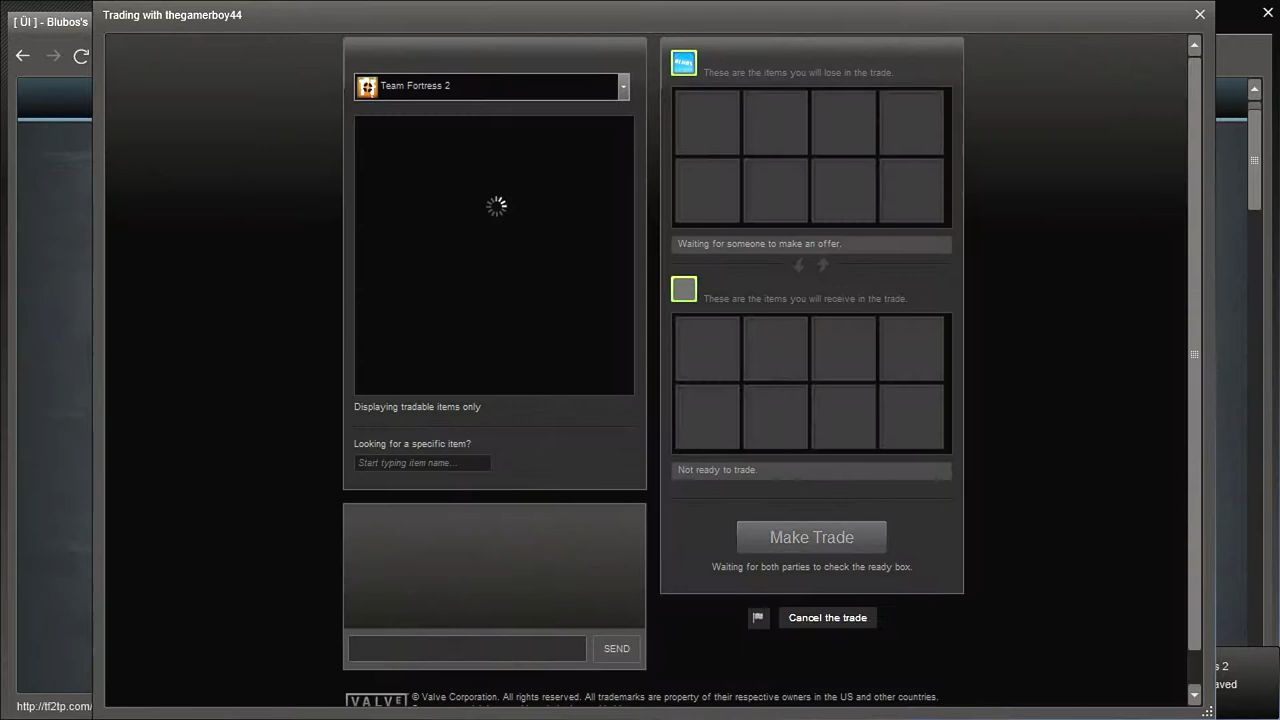 [ ÜI ] - Blubos's
Trading with thegamerboy44
Team Fortress 2
Displaying tradable items only
Looking for a specific item?
Start typing item name...
SEND
BLUBS
These are the items you will lose in the trade.
Waiting for someone to make an offer.
These are the items you will receive in the trade.
Not ready to trade.
Make Trade
Waiting for both parties to check the ready box.
Cancel the trade
VALVE
© Valve Corporation. All rights reserved. All trademarks are property of their respective owners in the US and other countries.
http://tf2tp.com/
s 2
aved